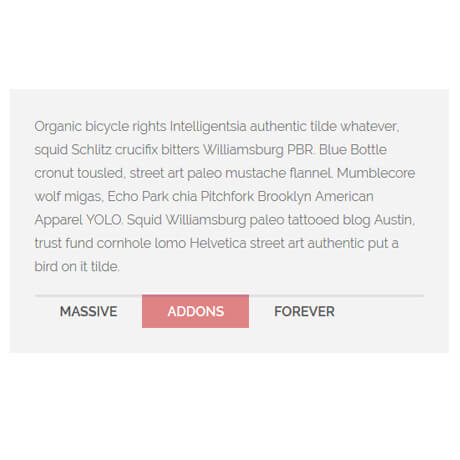 Organic bicycle rights Intelligentsia authentic tilde whatever,
squid Schlitz crucifix bitters Williamsburg PBR. Blue Bottle
cronut tousled, street art paleo mustache flannel. Mumblecore
wolf migas, Echo Park chia Pitchfork Brooklyn American
Apparel YOLO. Squid Williamsburg paleo tattooed blog Austin,
trust fund cornhole lomo Helvetica street art authentic put a
bird on it tilde.
MASSIVE ADDONS FOREVER